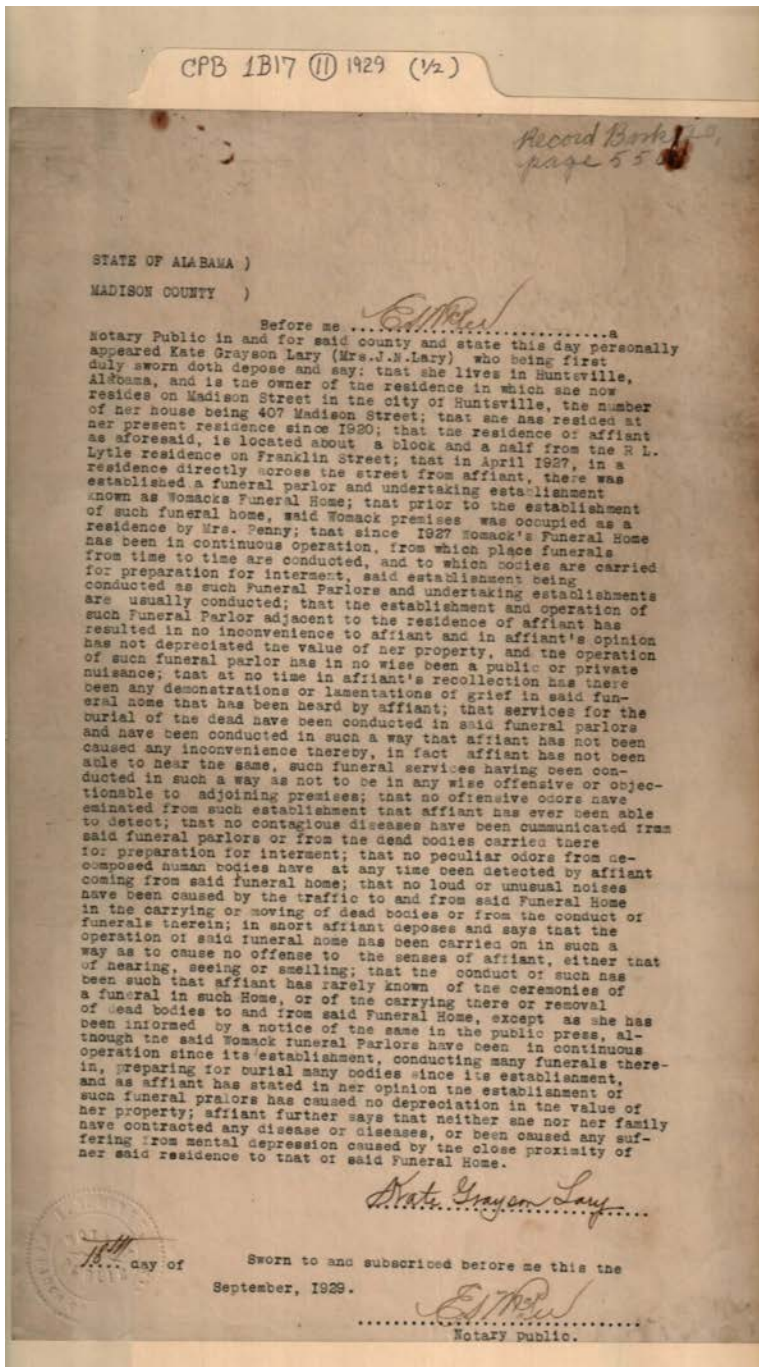 CPB 1B17 (11) 1929 (1/2)
Record Book
page 55
STATE OF ALABAMA )
MADISON COUNTY )
Before me ..............................a
Notary Public in and for said county and state this day personally
appeared Kate Grayson Lary (Mrs.J.N.Lary) who being first
duly sworn doth depose and say: that she lives in Huntsville,
Alabama, and is the owner of the residence in which she now
resides on Madison Street in the city of Huntsville, the number
of her house being 407 Madison Street; that she has resided at
her present residence since I920; that the residence of affiant
as aforesaid, is located about a block and a half from the R L.
Lytle residence on Franklin Street; that in April I927, in a
residence directly across the street from affiant, there was
established a funeral parlor and undertaking establishment
known as Womacks Funeral Home; that prior to the establishment
of such funeral home, said Womack premises was occupied as a
residence by Mrs. Penny; that since I927 Womack's Funeral Home
has been in continuous operation, from which place funerals
from time to time are conducted, and to which bodies are carried
for preparation for interment, said establishment being
conducted as such Funeral Parlors and undertaking establishments
are usually conducted; that the establishment and operation of
such Funeral Parlor adjacent to the residence of affiant has
resulted in no inconvenience to affiant and in affiant's opinion
has not depreciated the value of her property, and the operation
of such funeral parlor has in no wise been a public or private
nuisance; that at no time in affiant's recollection has there
been any demonstrations or lamentations of grief in said fun-
eral home that has been heard by affiant; that services for the
burial of the dead have been conducted in said funeral parlors
and have been conducted in such a way that affiant has not been
caused any inconvenience thereby, in fact affiant has not been
able to hear the same, such funeral services having been con-
ducted in such a way as not to be in any wise offensive or objec-
tionable to adjoining premises; that no offensive odors have
eminated from such establishment that affiant has ever been able
to detect; that no contagious diseases have been cummunicated from
said funeral parlors or from the dead bodies carried there
for preparation for interment; that no peculiar odors from de-
composed human bodies have at any time been detected by affiant
coming from said funeral home; that no loud or unusual noises
have been caused by the traffic to and from said Funeral Home
in the carrying or moving of dead bodies or from the conduct of
funerals therein; in short affiant deposes and says that the
operation of said funeral home has been carried on in such a
way as to cause no offense to the senses of affiant, either that
of hearing, seeing or smelling; that the conduct of such has
been such that affiant has rarely known of the ceremonies of
a funeral in such Home, or of the carrying there or removal
of dead bodies to and from said Funeral Home, except as she has
been informed by a notice of the same in the public press, al-
though the said Womack funeral Parlors have been in continuous
operation since its establishment, conducting many funerals there-
in, preparing for burial many bodies since its establishment,
and as affiant has stated in her opinion the establishment of
such funeral pralors has caused no depreciation in the value of
her property; affiant further says that neither she nor her family
have contracted any disease or diseases, or been caused any suf-
fering from mental depression caused by the close proximity of
her said residence to that of said Funeral Home.
Kate Grayson Lary
Sworn to and subscribed before me this the
18th day of
September, I929.
Notary public.